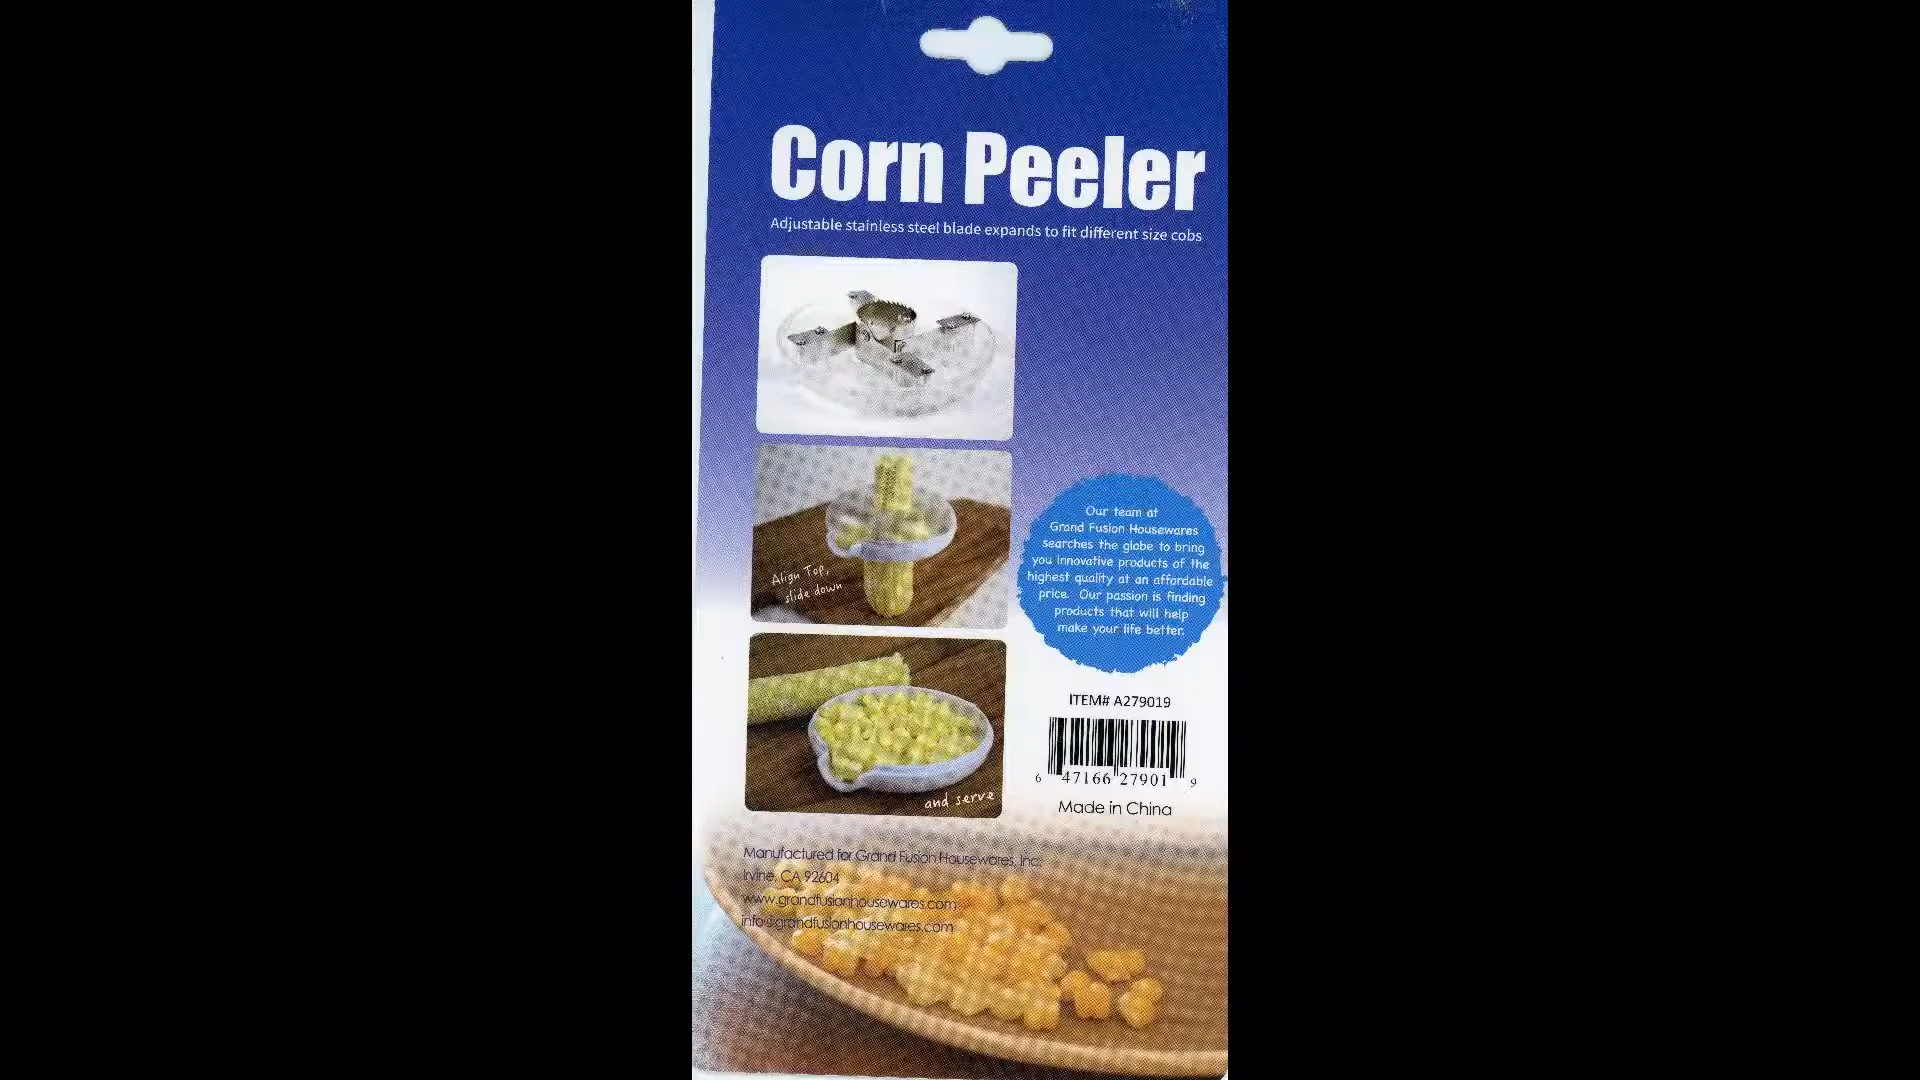 Corn Peeler
Adjustable stainless steel blade expands to fit different size cobs
Align Top,
slide down
and serve
Our team at
Grand Fusion Housewares
searches the globe to bring
you innovative products of the
highest quality at an affordable
price. Our passion is finding
products that will help
make your life better.
ITEM# A279019
6 47166 27901 9
Made in China
Manufactured for Grand Fusion Housewares, Inc.
Irvine, CA 92604
www.grandfusionhousewares.com
info@grandfusionhousewares.com